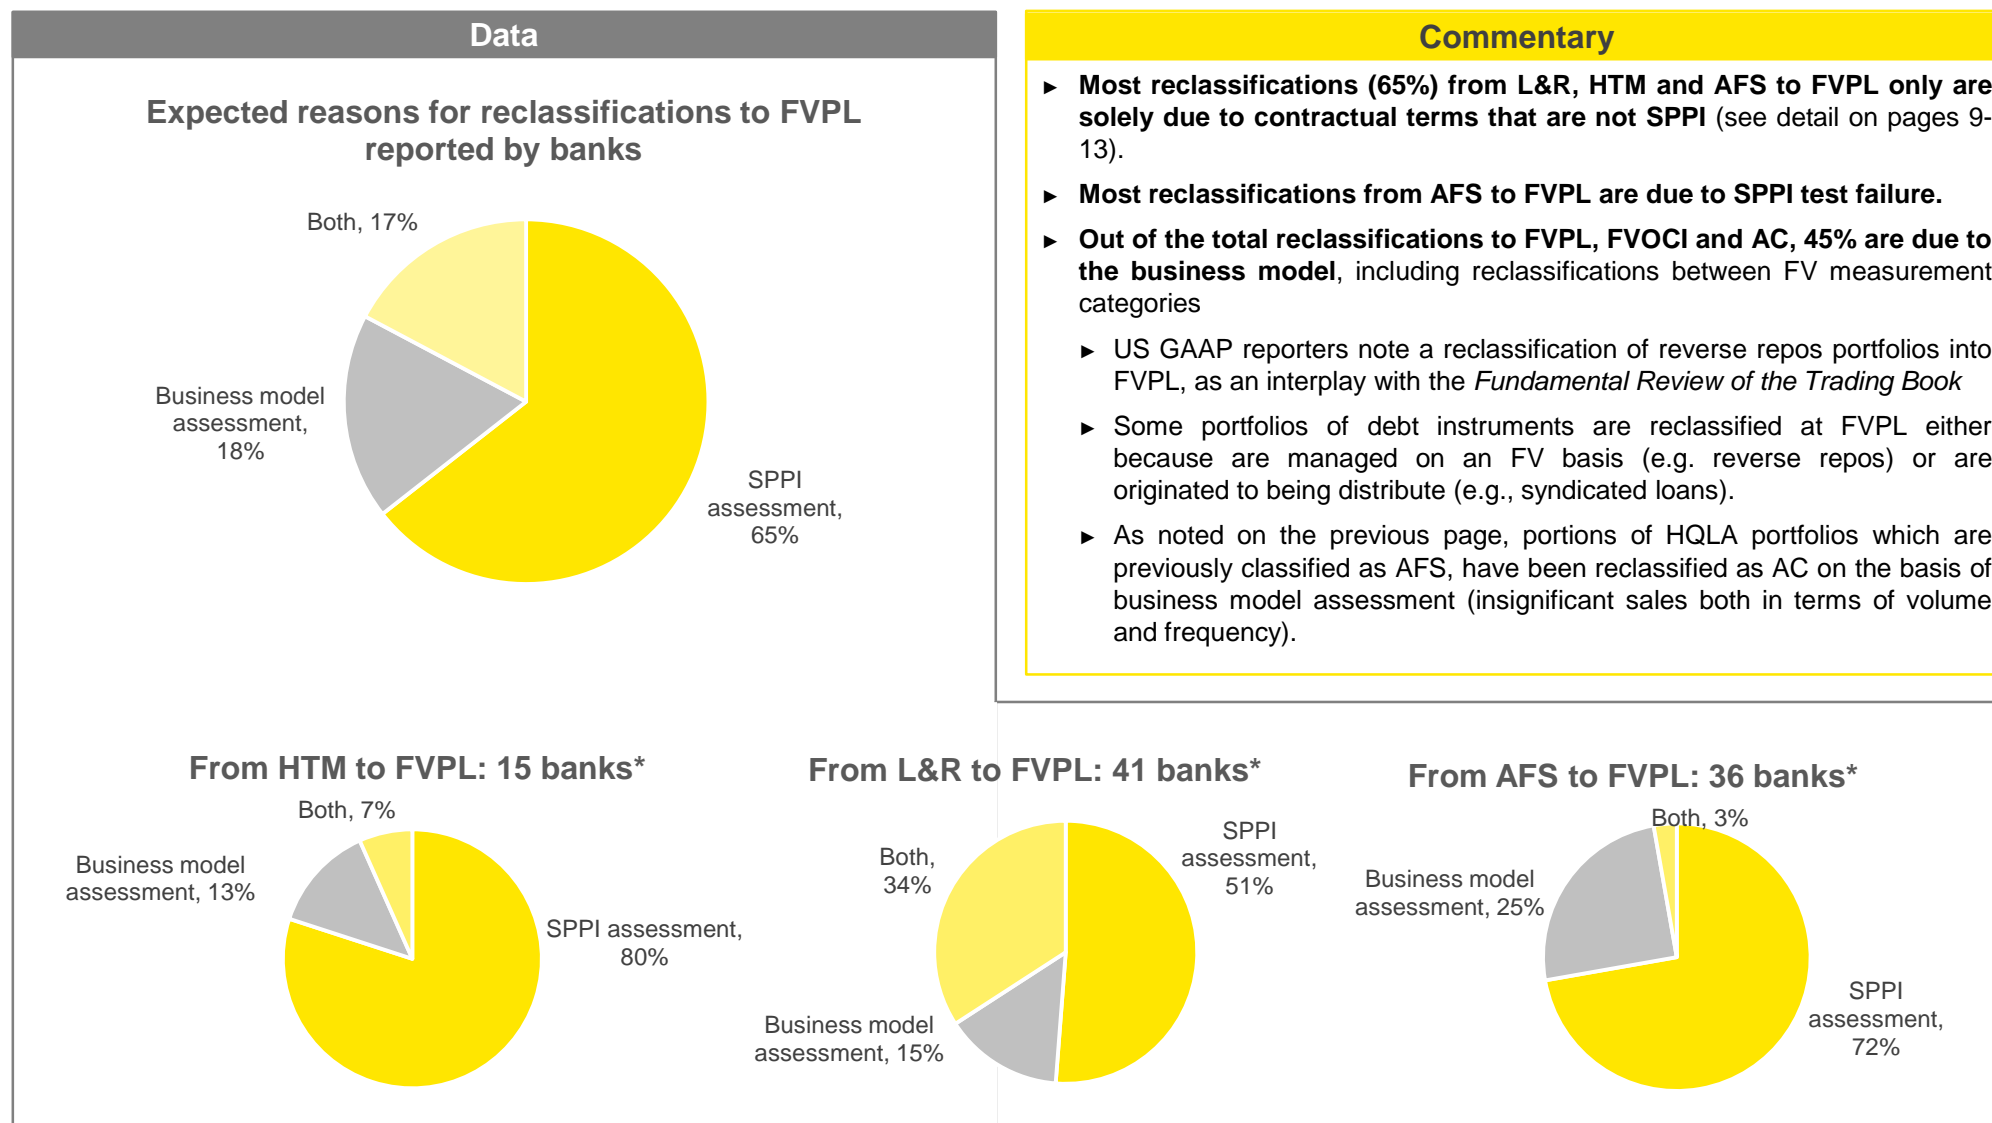 Data
Expected reasons for reclassifications to FVPL
reported by banks
Both, 17%
Business model
assessment,
18%
SPPI
assessment,
65%
Commentary
► Most reclassifications (65%) from L&R, HTM and AFS to FVPL only are
solely due to contractual terms that are not SPPI (see detail on pages 9-
13).
► Most reclassifications from AFS to FVPL are due to SPPI test failure.
► Out of the total reclassifications to FVPL, FVOCI and AC, 45% are due to
the business model, including reclassifications between FV measurement
categories
► US GAAP reporters note a reclassification of reverse repos portfolios into
FVPL, as an interplay with the Fundamental Review of the Trading Book
► Some portfolios of debt instruments are reclassified at FVPL either
because are managed on an FV basis (e.g. reverse repos) or are
originated to being distribute (e.g., syndicated loans).
► As noted on the previous page, portions of HQLA portfolios which are
previously classified as AFS, have been reclassified as AC on the basis of
business model assessment (insignificant sales both in terms of volume
and frequency).
From HTM to FVPL: 15 banks*
Both, 7%
Business model
assessment, 13%
SPPI assessment,
80%
From L&R to FVPL: 41 banks*
Both,
34%
SPPI
assessment,
51%
Business model
assessment, 15%
From AFS to FVPL: 36 banks*
Both, 3%
Business model
assessment, 25%
SPPI
assessment,
72%